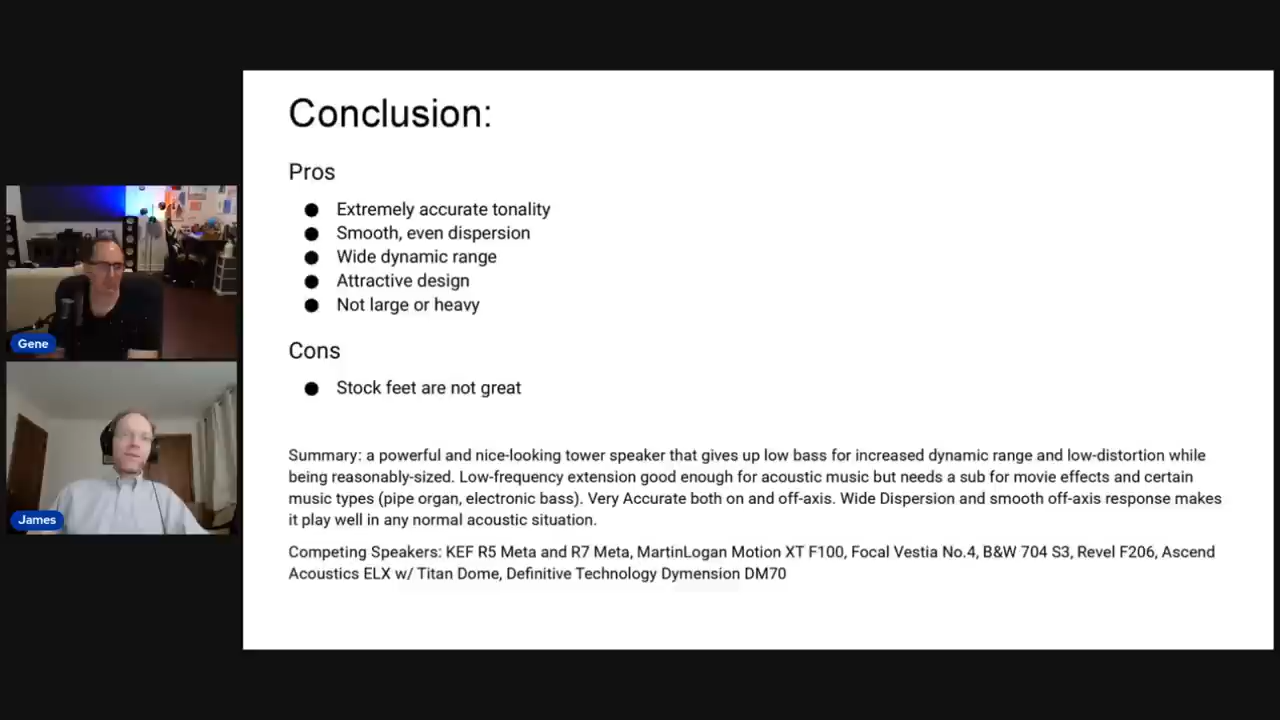 Conclusion:
Pros
● Extremely accurate tonality
● Smooth, even dispersion
● Wide dynamic range
● Attractive design
● Not large or heavy
Cons
● Stock feet are not great
Summary: a powerful and nice-looking tower speaker that gives up low bass for increased dynamic range and low-distortion while
being reasonably-sized. Low-frequency extension good enough for acoustic music but needs a sub for movie effects and certain
music types (pipe organ, electronic bass). Very Accurate both on and off-axis. Wide Dispersion and smooth off-axis response makes
it play well in any normal acoustic situation.
Competing Speakers: KEF R5 Meta and R7 Meta, MartinLogan Motion XT F100, Focal Vestia No.4, B&W 704 S3, Revel F206, Ascend
Acoustics ELX w/ Titan Dome, Definitive Technology Dymension DM70
Gene
James